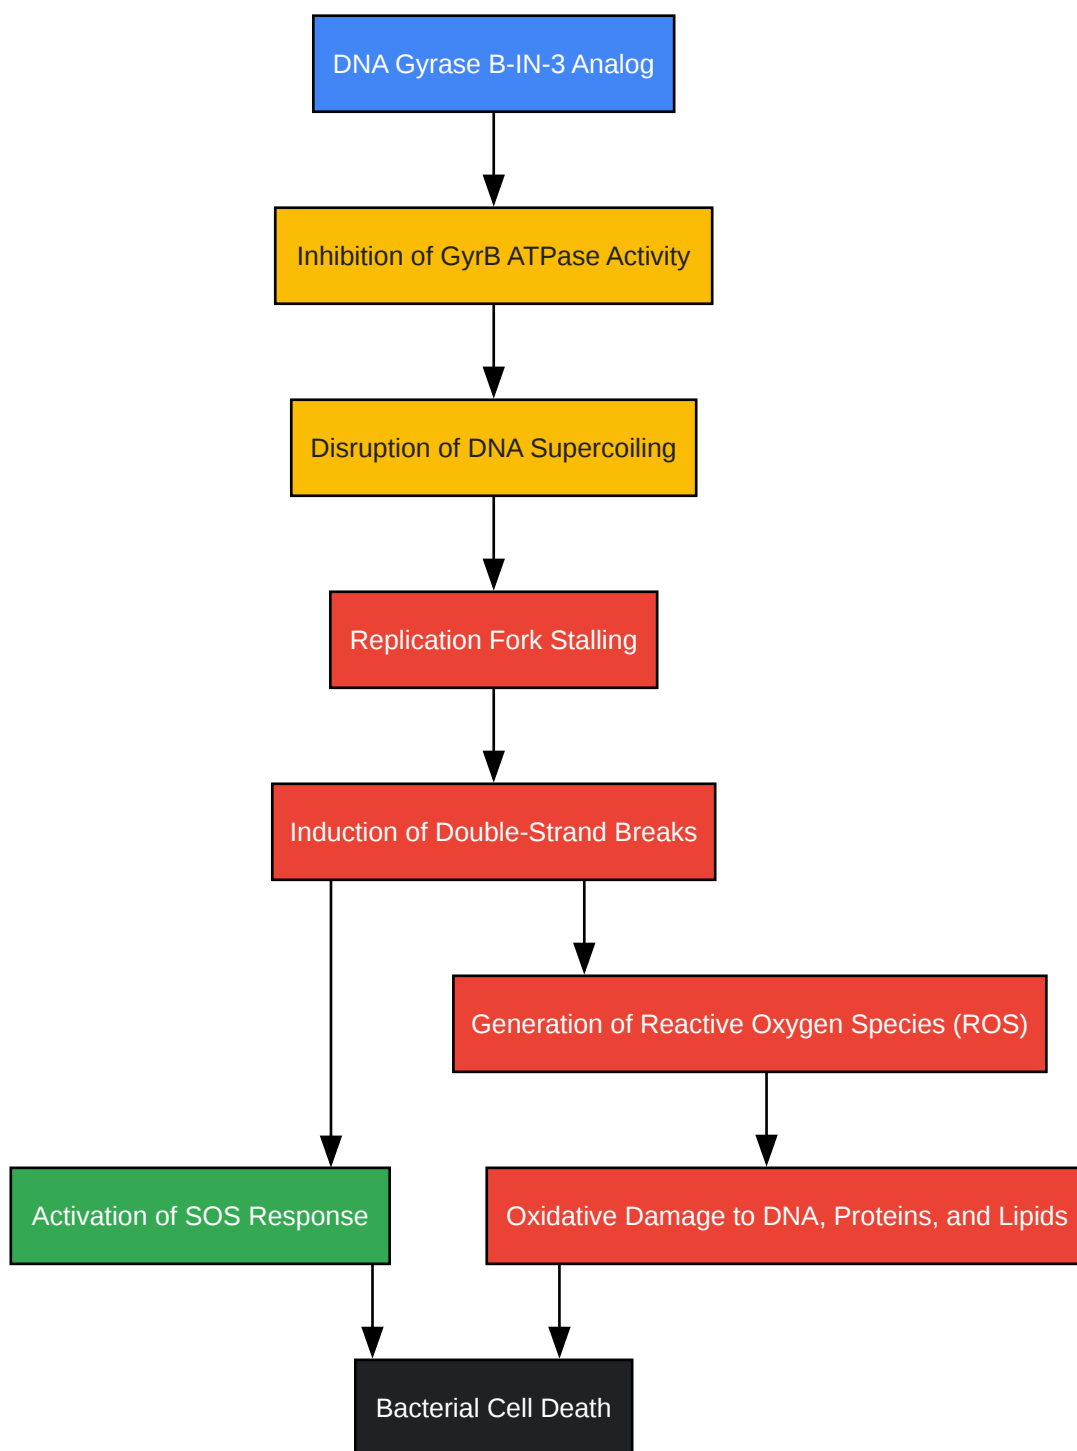 DNA Gyrase B-IN-3 Analog
Inhibition of GyrB ATPase Activity
Disruption of DNA Supercoiling
Replication Fork Stalling
Induction of Double-Strand Breaks
Generation of Reactive Oxygen Species (ROS)
Activation of SOS Response
Oxidative Damage to DNA, Proteins, and Lipids
Bacterial Cell Death